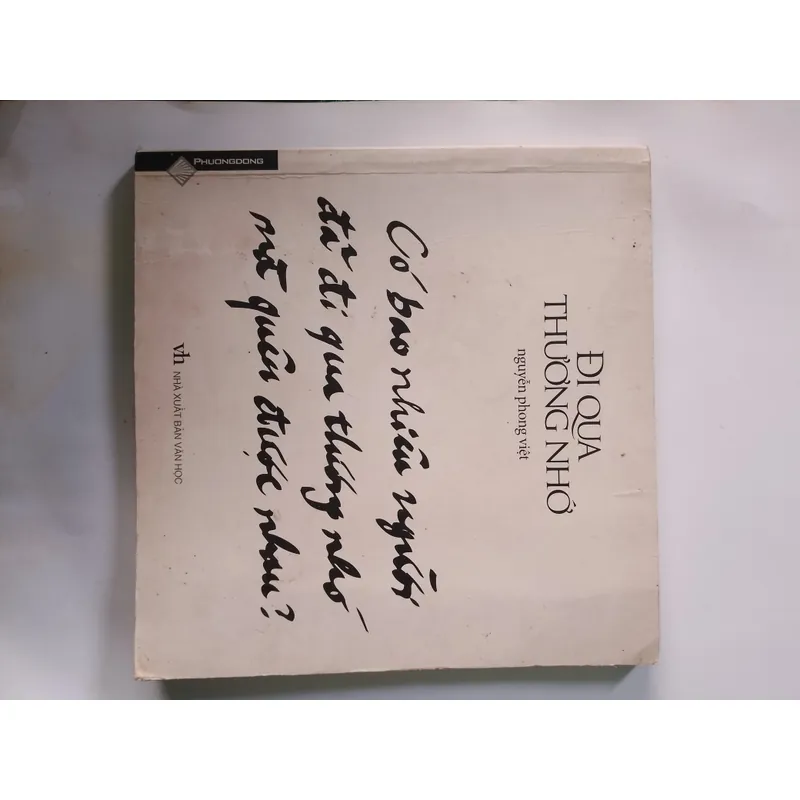 PHUONGDONG
ĐI QUA
THƯƠNG NHỚ
nguyễn phong việt
Có bao nhiêu người
đã đi qua thương nhớ
mà quên được nhau?
vh NHÀ XUẤT BẢN VĂN HỌC